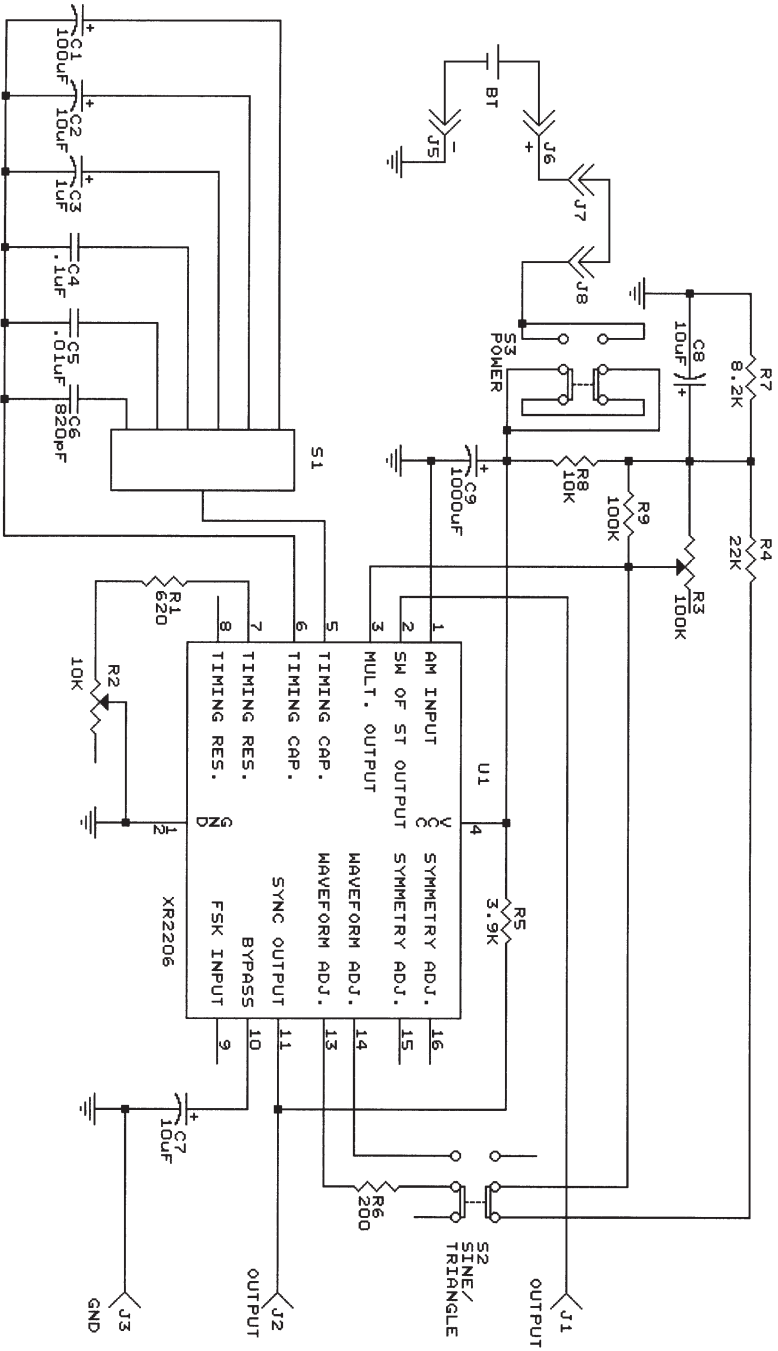 C1
100uF
+
C2
10uF
+
C3
1uF
+
C4
.1uF
C5
.01uF
C6
820pF
S1
BT
J5
-
J6
+
J7
J8
S3
POWER
C8
10uF
+
R7
8.2K
R8
10K
R9
100K
R4
22K
R3
100K
C9
1000uF
+
R1
620
R2
10K
U1
XR2206
1
AM INPUT
2
SW OF ST OUTPUT
3
MULT. OUTPUT
5
TIMING CAP.
6
TIMING CAP.
7
TIMING RES.
8
TIMING RES.
VCC
4
GND
12
SYMMETRY ADJ.
16
SYMMETRY ADJ.
15
WAVEFORM ADJ.
14
WAVEFORM ADJ.
13
SYNC OUTPUT
11
BYPASS
10
FSK INPUT
9
R5
3.9K
C7
10uF
+
R6
200
S2
SINE/
TRIANGLE
J1
OUTPUT
J2
OUTPUT
J3
GND